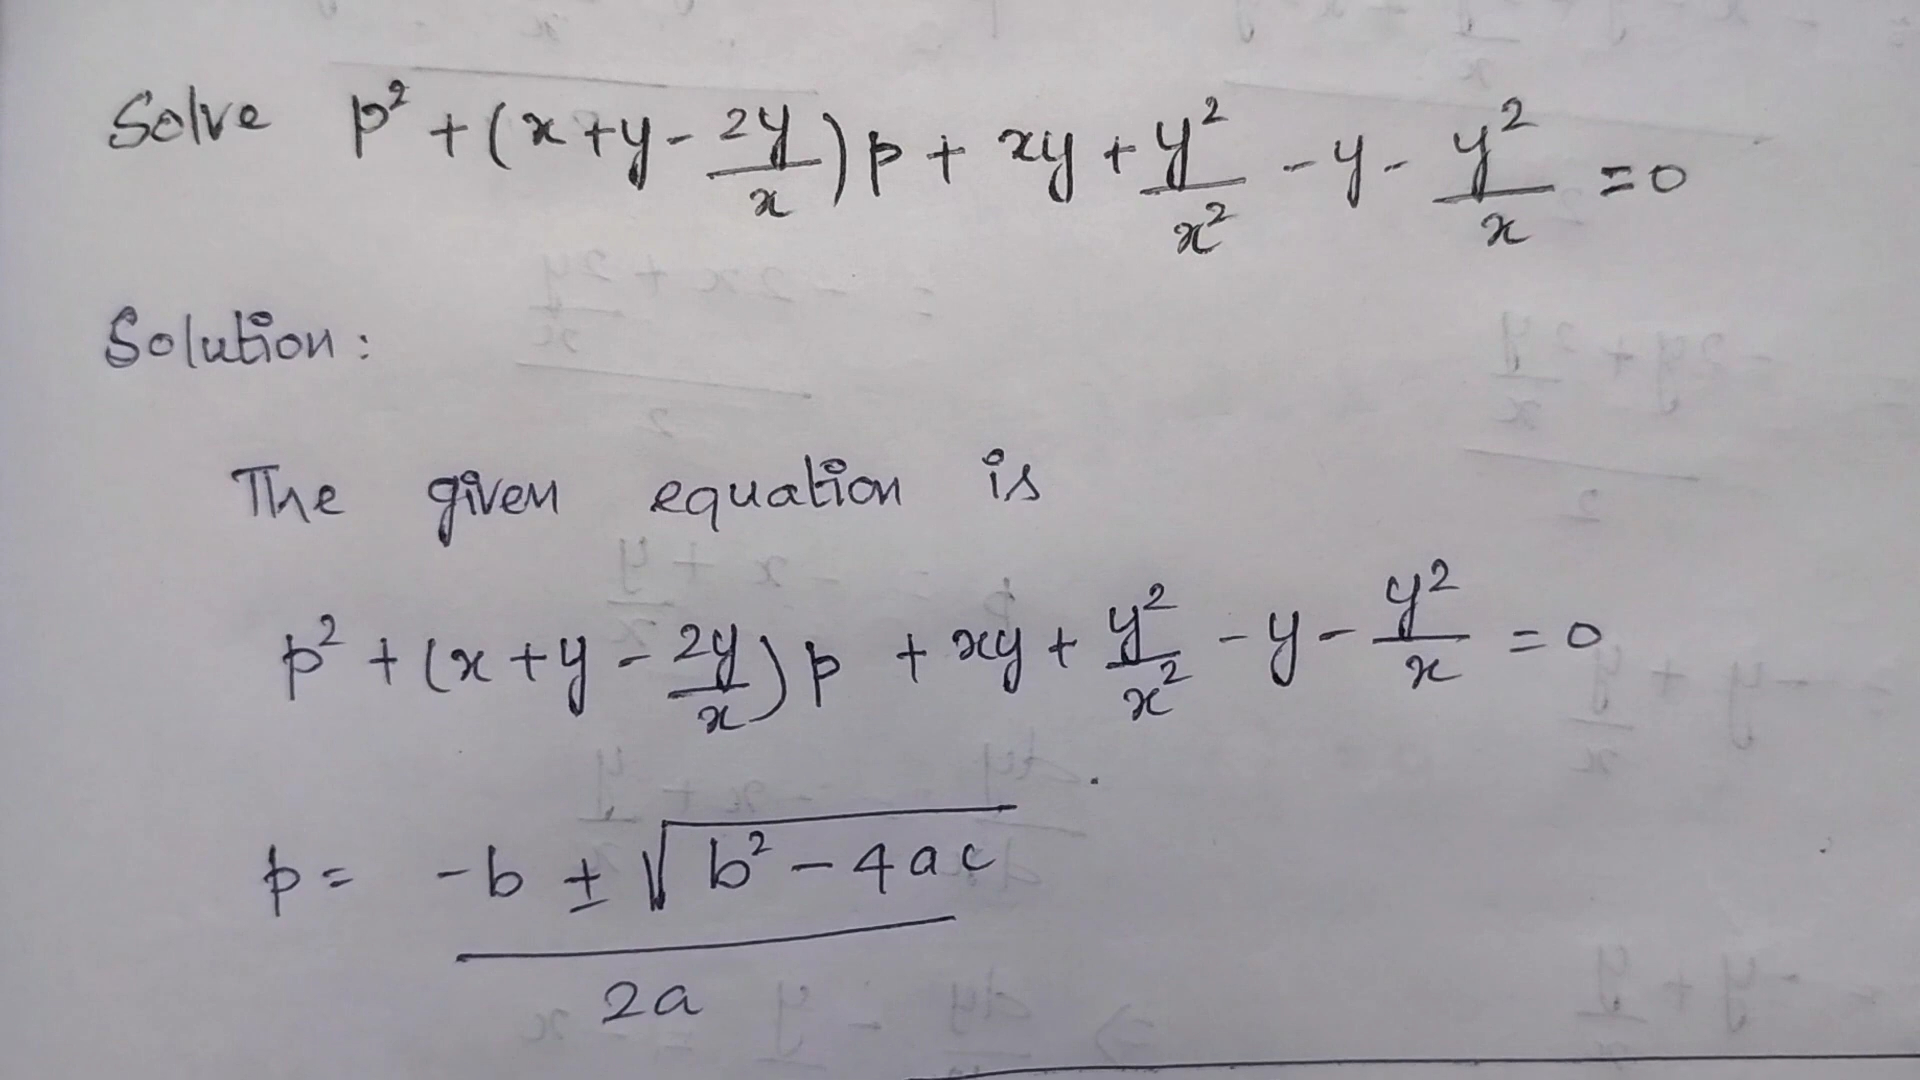 Solve p² + (x + y - 2y/x) p + xy + y²/x² - y - y²/x = 0
Solution:
The given equation is
p² + (x + y - 2y/x) p + xy + y²/x² - y - y²/x = 0
p = -b ± √(b² - 4ac) / 2a